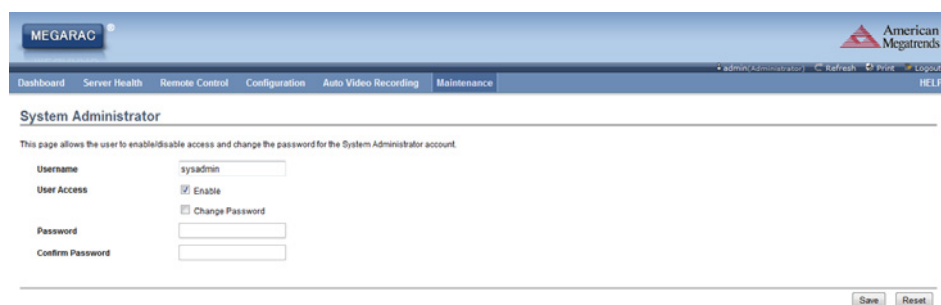 MEGARAC ®
American
Megatrends
admin(Administrator) Refresh Print Logout
Dashboard Server Health Remote Control Configuration Auto Video Recording Maintenance HELP
System Administrator
This page allows the user to enable/disable access and change the password for the System Administrator account.
Username sysadmin
User Access Enable
Change Password
Password
Confirm Password
Save Reset